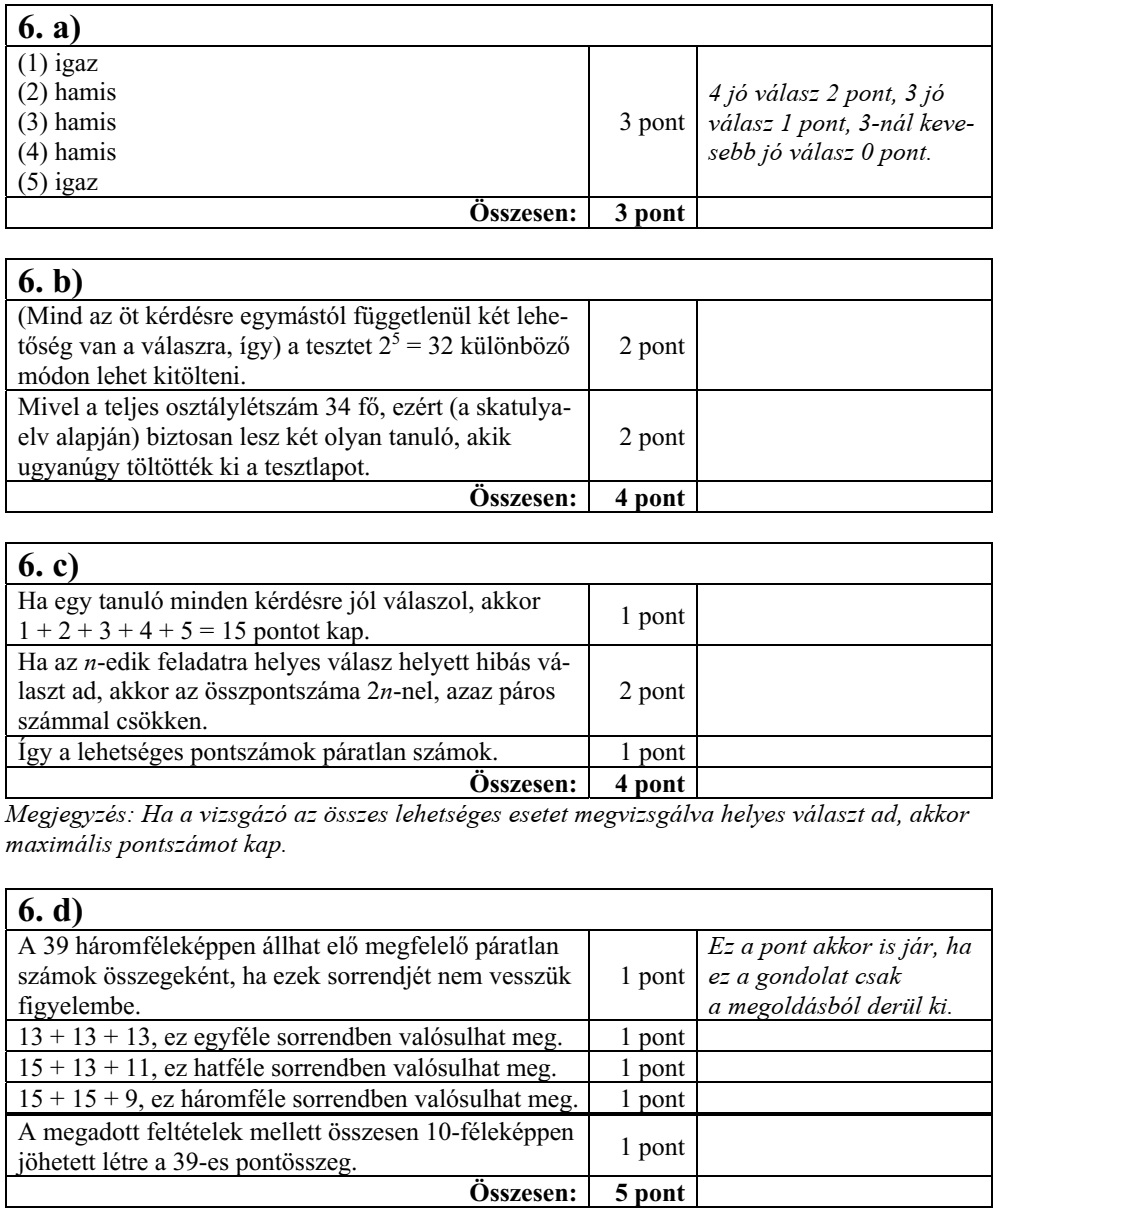 6. a)
(1) igaz
(2) hamis
(3) hamis
(4) hamis
(5) igaz
3 pont
4 jó válasz 2 pont, 3 jó
válasz 1 pont, 3-nál keve-
sebb jó válasz 0 pont.
Összesen: 3 pont
6. b)
(Mind az öt kérdésre egymástól függetlenül két lehe-
tőség van a válaszra, így) a tesztet 2⁵ = 32 különböző
módon lehet kitölteni.
2 pont
Mivel a teljes osztálylétszám 34 fő, ezért (a skatulya-
elv alapján) biztosan lesz két olyan tanuló, akik
ugyanúgy töltötték ki a tesztlapot.
2 pont
Összesen: 4 pont
6. c)
Ha egy tanuló minden kérdésre jól válaszol, akkor
1 + 2 + 3 + 4 + 5 = 15 pontot kap.
1 pont
Ha az n-edik feladatra helyes válasz helyett hibás vá-
laszt ad, akkor az összpontszáma 2n-nel, azaz páros
számmal csökken.
2 pont
Így a lehetséges pontszámok páratlan számok. 1 pont
Összesen: 4 pont
Megjegyzés: Ha a vizsgázó az összes lehetséges esetet megvizsgálva helyes választ ad, akkor
maximális pontszámot kap.
6. d)
A 39 háromféleképpen állhat elő megfelelő páratlan
számok összegeként, ha ezek sorrendjét nem vesszük
figyelembe.
1 pont
Ez a pont akkor is jár, ha
ez a gondolat csak
a megoldásból derül ki.
13 + 13 + 13, ez egyféle sorrendben valósulhat meg. 1 pont
15 + 13 + 11, ez hatféle sorrendben valósulhat meg. 1 pont
15 + 15 + 9, ez háromféle sorrendben valósulhat meg. 1 pont
A megadott feltételek mellett összesen 10-féleképpen
jöhetett létre a 39-es pontösszeg.
1 pont
Összesen: 5 pont